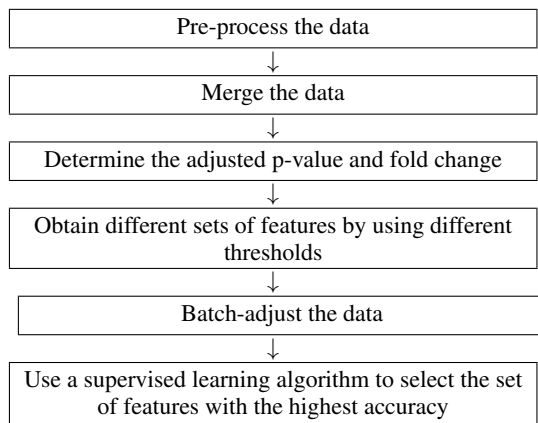 Pre-process the data
↓
Merge the data
↓
Determine the adjusted p-value and fold change
↓
Obtain different sets of features by using different
thresholds
↓
Batch-adjust the data
↓
Use a supervised learning algorithm to select the set
of features with the highest accuracy